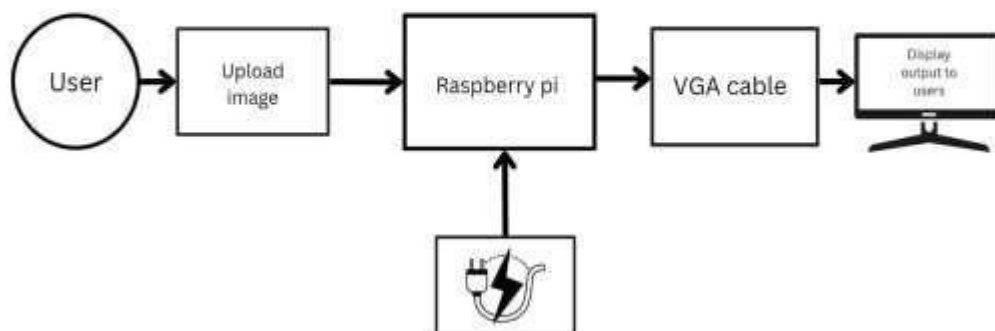 User
Upload
image
Raspberry pi
VGA cable
Display
output to
users